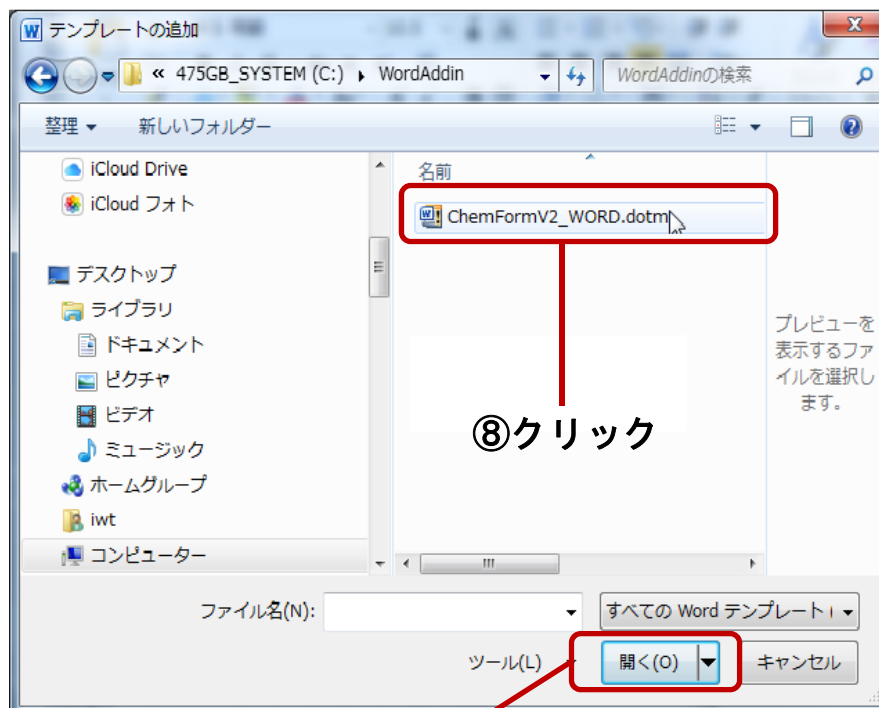 テンプレートの追加
« 475GB_SYSTEM (C:) WordAddin
WordAddinの検索
整理 新しいフォルダー
iCloud Drive
iCloud フォト
デスクトップ
ライブラリ
ドキュメント
ピクチャ
ビデオ
ミュージック
ホームグループ
iwt
コンピューター
名前
ChemFormV2_WORD.dotm
⑧クリック
プレビューを
表示するファ
イルを選択し
ます。
ファイル名(N):
すべての Word テンプレート (
ツール(L)
開く(O)
キャンセル